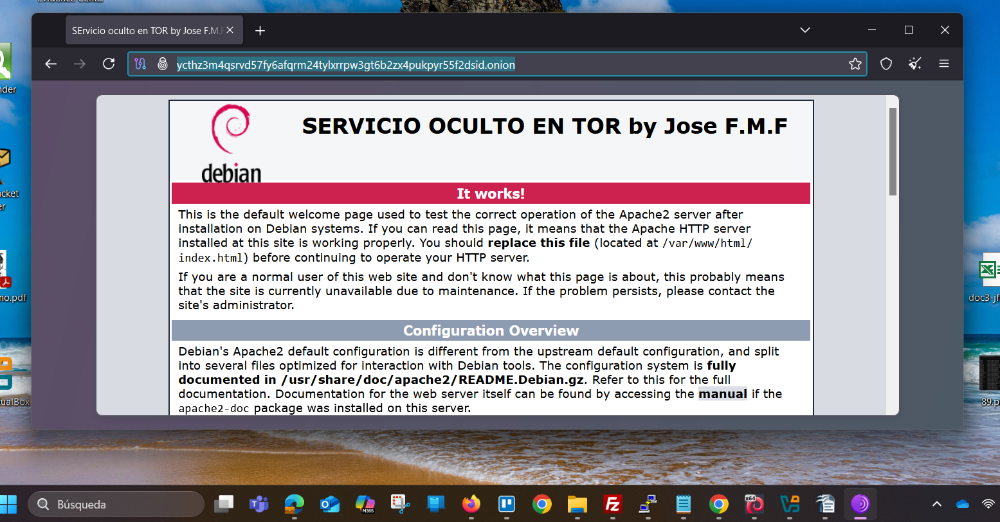 SErvicio oculto en TOR by Jose F.M.F
ycthz3m4qsrvd57fy6afqrm24tylxrrpw3gt6b2zx4pukpyr55f2dsid.onion
debian
SERVICIO OCULTO EN TOR by Jose F.M.F
It works!
This is the default welcome page used to test the correct operation of the Apache2 server after
installation on Debian systems. If you can read this page, it means that the Apache HTTP server
installed at this site is working properly. You should replace this file (located at /var/www/html/
index.html) before continuing to operate your HTTP server.
If you are a normal user of this web site and don't know what this page is about, this probably means
that the site is currently unavailable due to maintenance. If the problem persists, please contact the
site's administrator.
Configuration Overview
Debian's Apache2 default configuration is different from the upstream default configuration, and split
into several files optimized for interaction with Debian tools. The configuration system is fully
documented in /usr/share/doc/apache2/README.Debian.gz. Refer to this for the full
documentation. Documentation for the web server itself can be found by accessing the manual if the
apache2-doc package was installed on this server.
nder
cket
er
no.pdf
tualBox
doc3-jf
89.p
Búsqueda
M365
x64